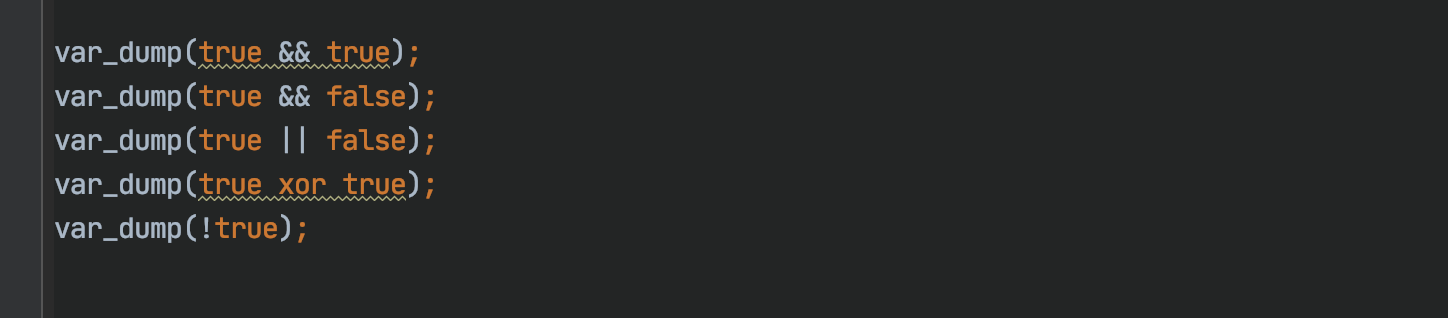 var_dump(true && true);
var_dump(true && false);
var_dump(true || false);
var_dump(true xor true);
var_dump(!true);